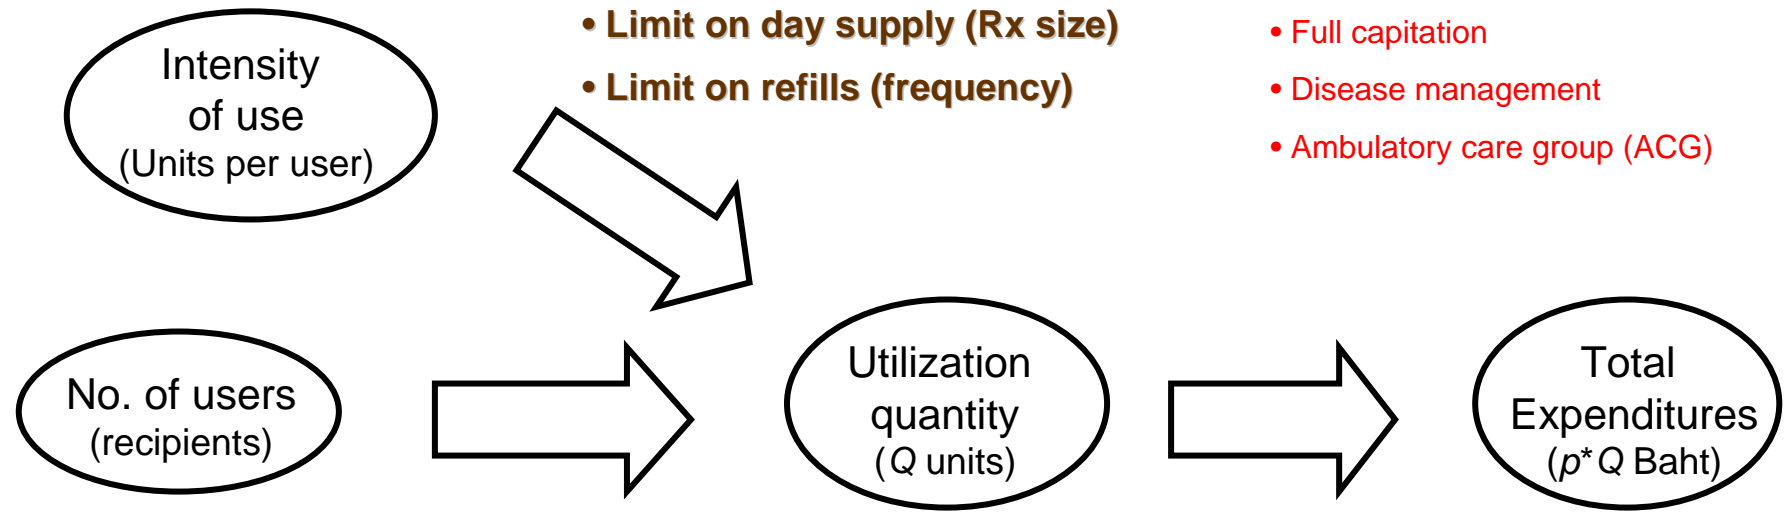 Intensity
of use
(Units per user)
• Limit on day supply (Rx size)
• Limit on refills (frequency)
• Full capitation
• Disease management
• Ambulatory care group (ACG)
No. of users
(recipients)
Utilization
quantity
(Q units)
Total
Expenditures
(p*Q Baht)